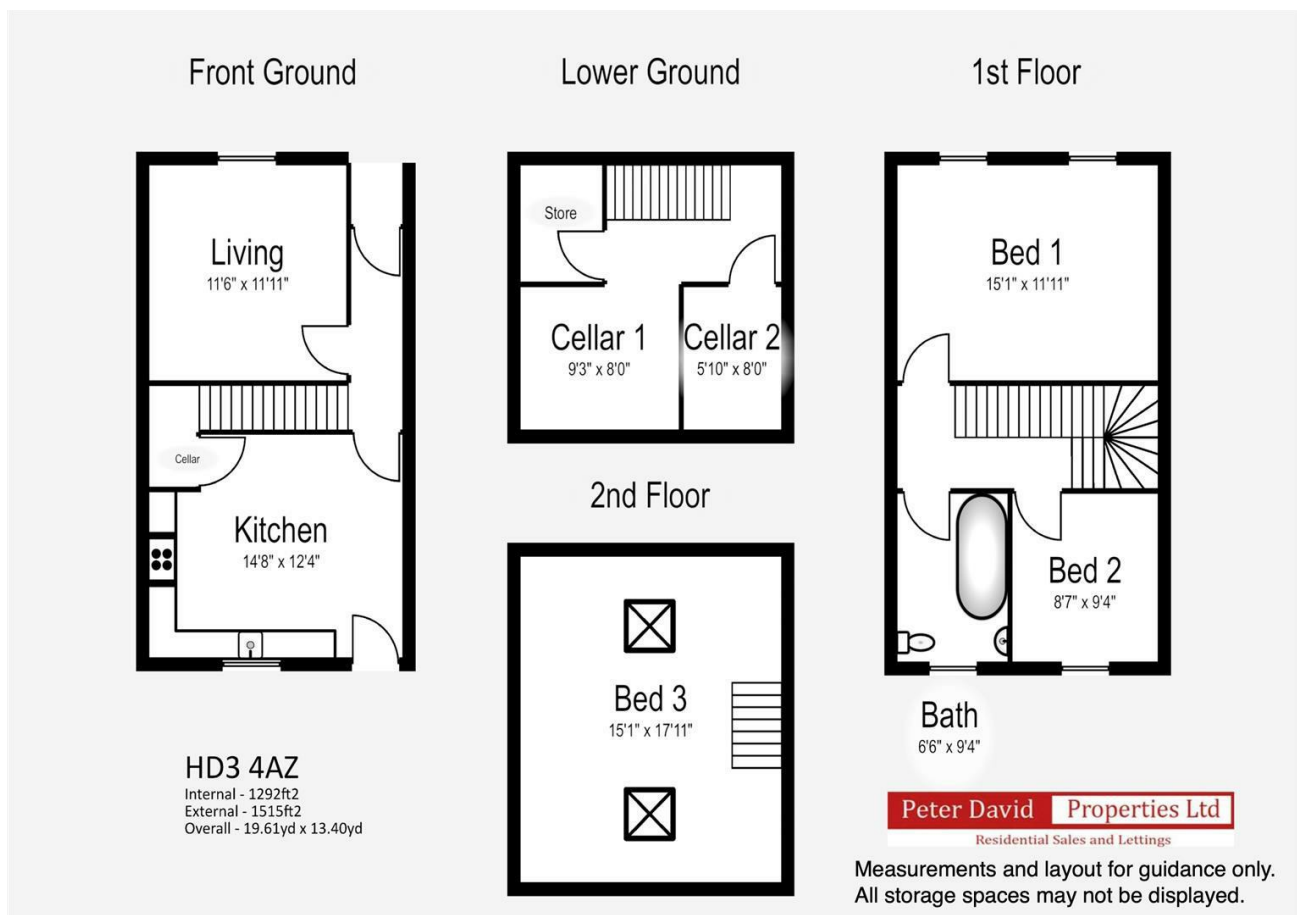 Front Ground
Living
11'6" x 11'11"
Cellar
Kitchen
14'8" x 12'4"
Lower Ground
Store
Cellar 1
9'3" x 8'0"
Cellar 2
5'10" x 8'0"
1st Floor
Bed 1
15'1" x 11'11"
Bed 2
8'7" x 9'4"
Bath
6'6" x 9'4"
2nd Floor
Bed 3
15'1" x 17'11"
HD3 4AZ
Internal - 1292ft2
External - 1515ft2
Overall - 19.61yd x 13.40yd
Peter David Properties Ltd
Residential Sales and Lettings
Measurements and layout for guidance only.
All storage spaces may not be displayed.